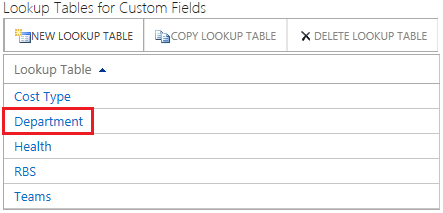 Lookup Tables for Custom Fields
NEW LOOKUP TABLE COPY LOOKUP TABLE DELETE LOOKUP TABLE
Lookup Table
Cost Type
Department
Health
RBS
Teams